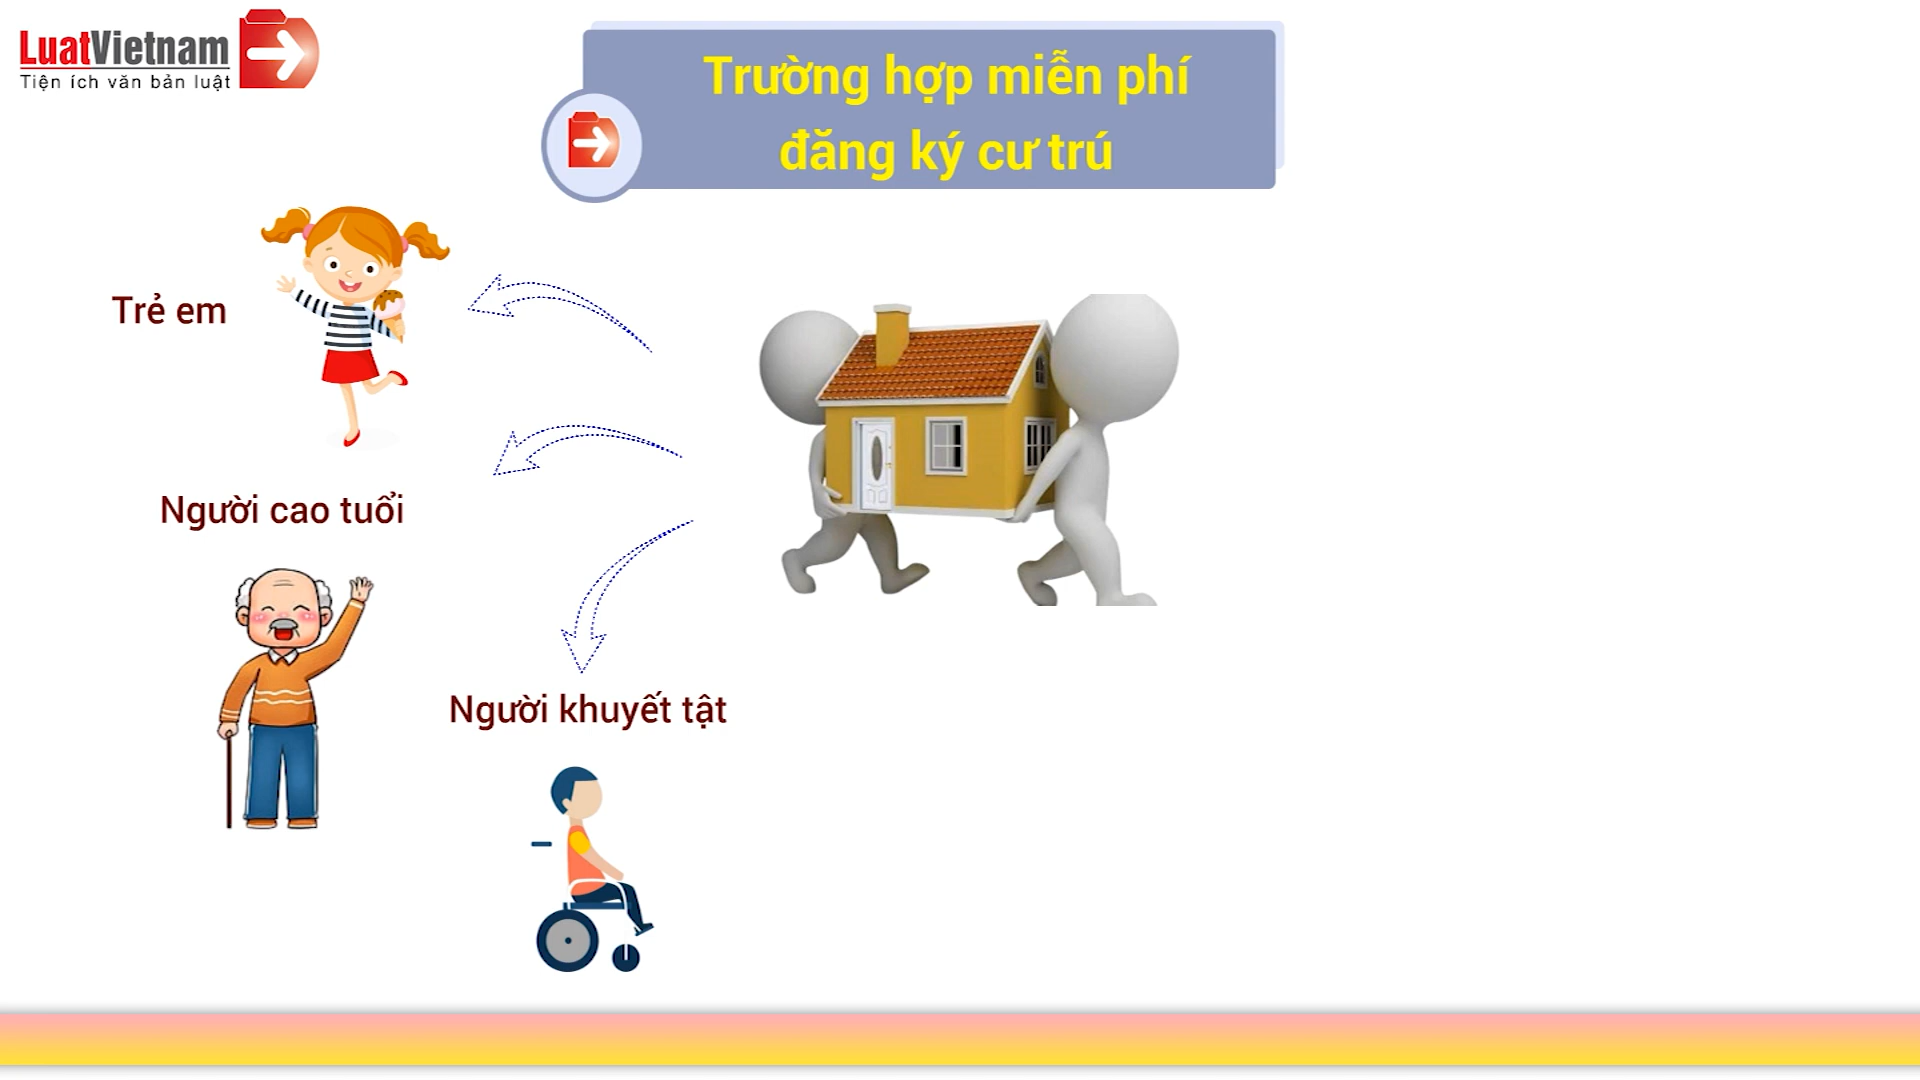 LuatVietnam
Tiện ích văn bản luật
Trường hợp miễn phí
đăng ký cư trú
Trẻ em
Người cao tuổi
Người khuyết tật